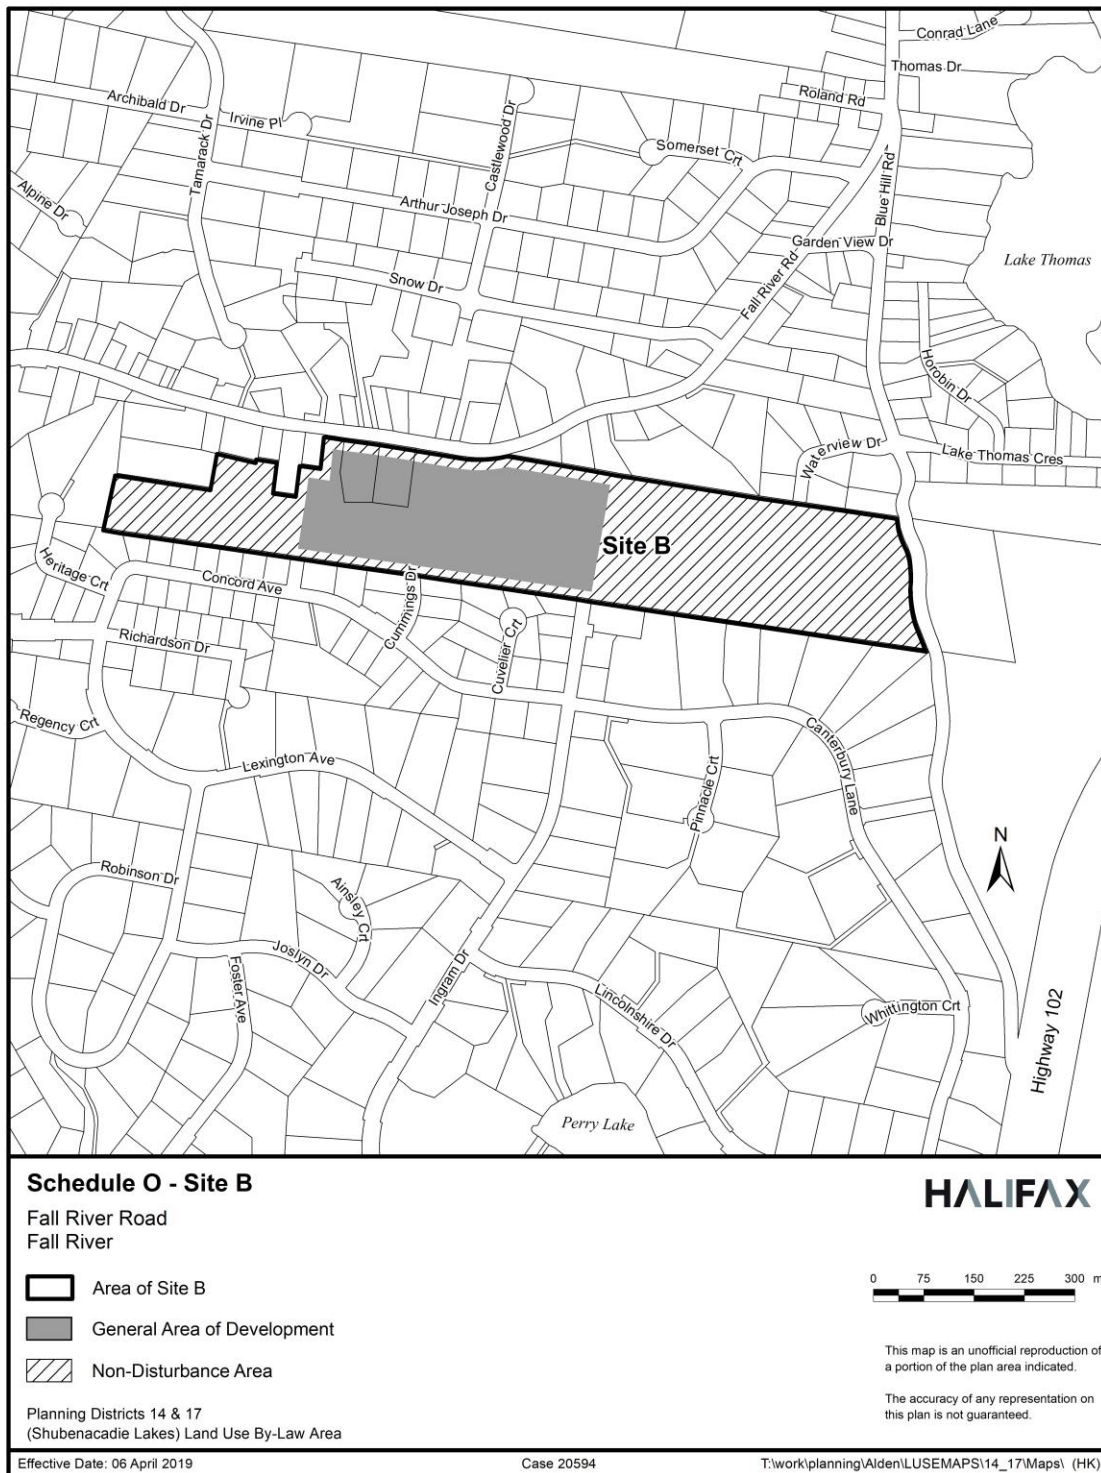 Conrad Lane
Thomas Dr
Roland Rd
Archibald Dr
Irvine Pl
Tamarack Dr
Castlewood Dr
Somerset Crt
Alpine Dr
Arthur Joseph Dr
Blue Hill Rd
Garden View Dr
Lake Thomas
Snow Dr
Fall River Rd
Horobin Dr
Waterview Dr
Lake Thomas Cres
Site B
Heritage Crt
Concord Ave
Cummings Dr
Richardson Dr
Cuvelier Crt
Regency Crt
Lexington Ave
Canterbury Lane
Pinnacle Crt
N
Robinson Dr
Ainsley Crt
Joslyn Dr
Foster Ave
Ingram Dr
Lincolnshire Dr
Whittington Crt
Highway 102
Perry Lake
Schedule O - Site B
Fall River Road
Fall River
Area of Site B
General Area of Development
Non-Disturbance Area
Planning Districts 14 & 17
(Shubenacadie Lakes) Land Use By-Law Area
HALIFAX
0 75 150 225 300 m
This map is an unofficial reproduction of
a portion of the plan area indicated.
The accuracy of any representation on
this plan is not guaranteed.
Effective Date: 06 April 2019
Case 20594
T:\work\planning\Alden\LUSEMAPS\14_17\Maps\ (HK)